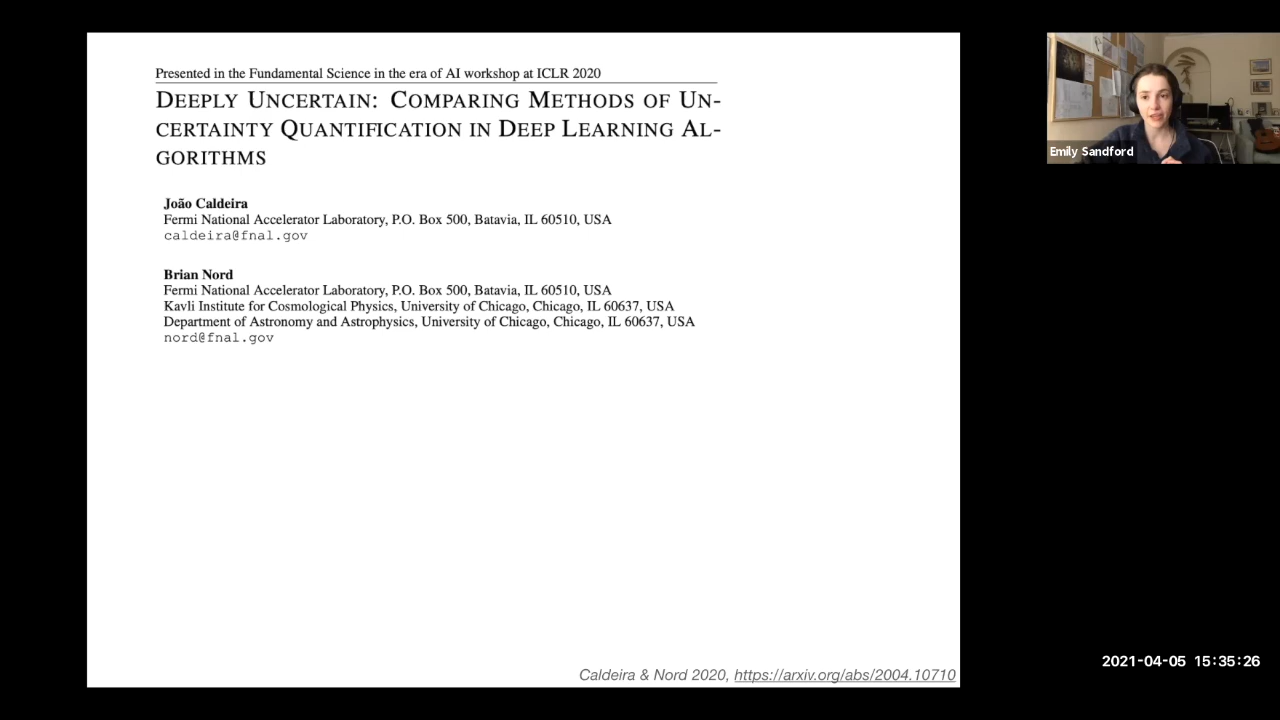 Presented in the Fundamental Science in the era of AI workshop at ICLR 2020
DEEPLY UNCERTAIN: COMPARING METHODS OF UN-
CERTAINTY QUANTIFICATION IN DEEP LEARNING AL-
GORITHMS
João Caldeira
Fermi National Accelerator Laboratory, P.O. Box 500, Batavia, IL 60510, USA
caldeira@fnal.gov
Brian Nord
Fermi National Accelerator Laboratory, P.O. Box 500, Batavia, IL 60510, USA
Kavli Institute for Cosmological Physics, University of Chicago, Chicago, IL 60637, USA
Department of Astronomy and Astrophysics, University of Chicago, Chicago, IL 60637, USA
nord@fnal.gov
Caldeira & Nord 2020, https://arxiv.org/abs/2004.10710
Emily Sandford
2021-04-05 15:35:26